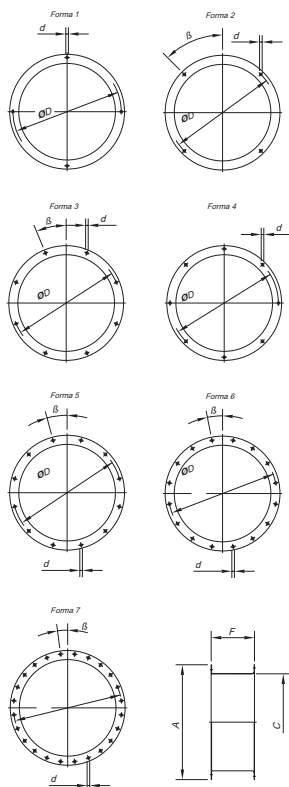 Forma 1
d
ØD
Forma 2
ß
d
ØD
Forma 3
ß
d
ØD
Forma 4
d
ØD
Forma 5
ß
ØD
d
Forma 6
ß
ØD
d
Forma 7
ß
d
F
A
C